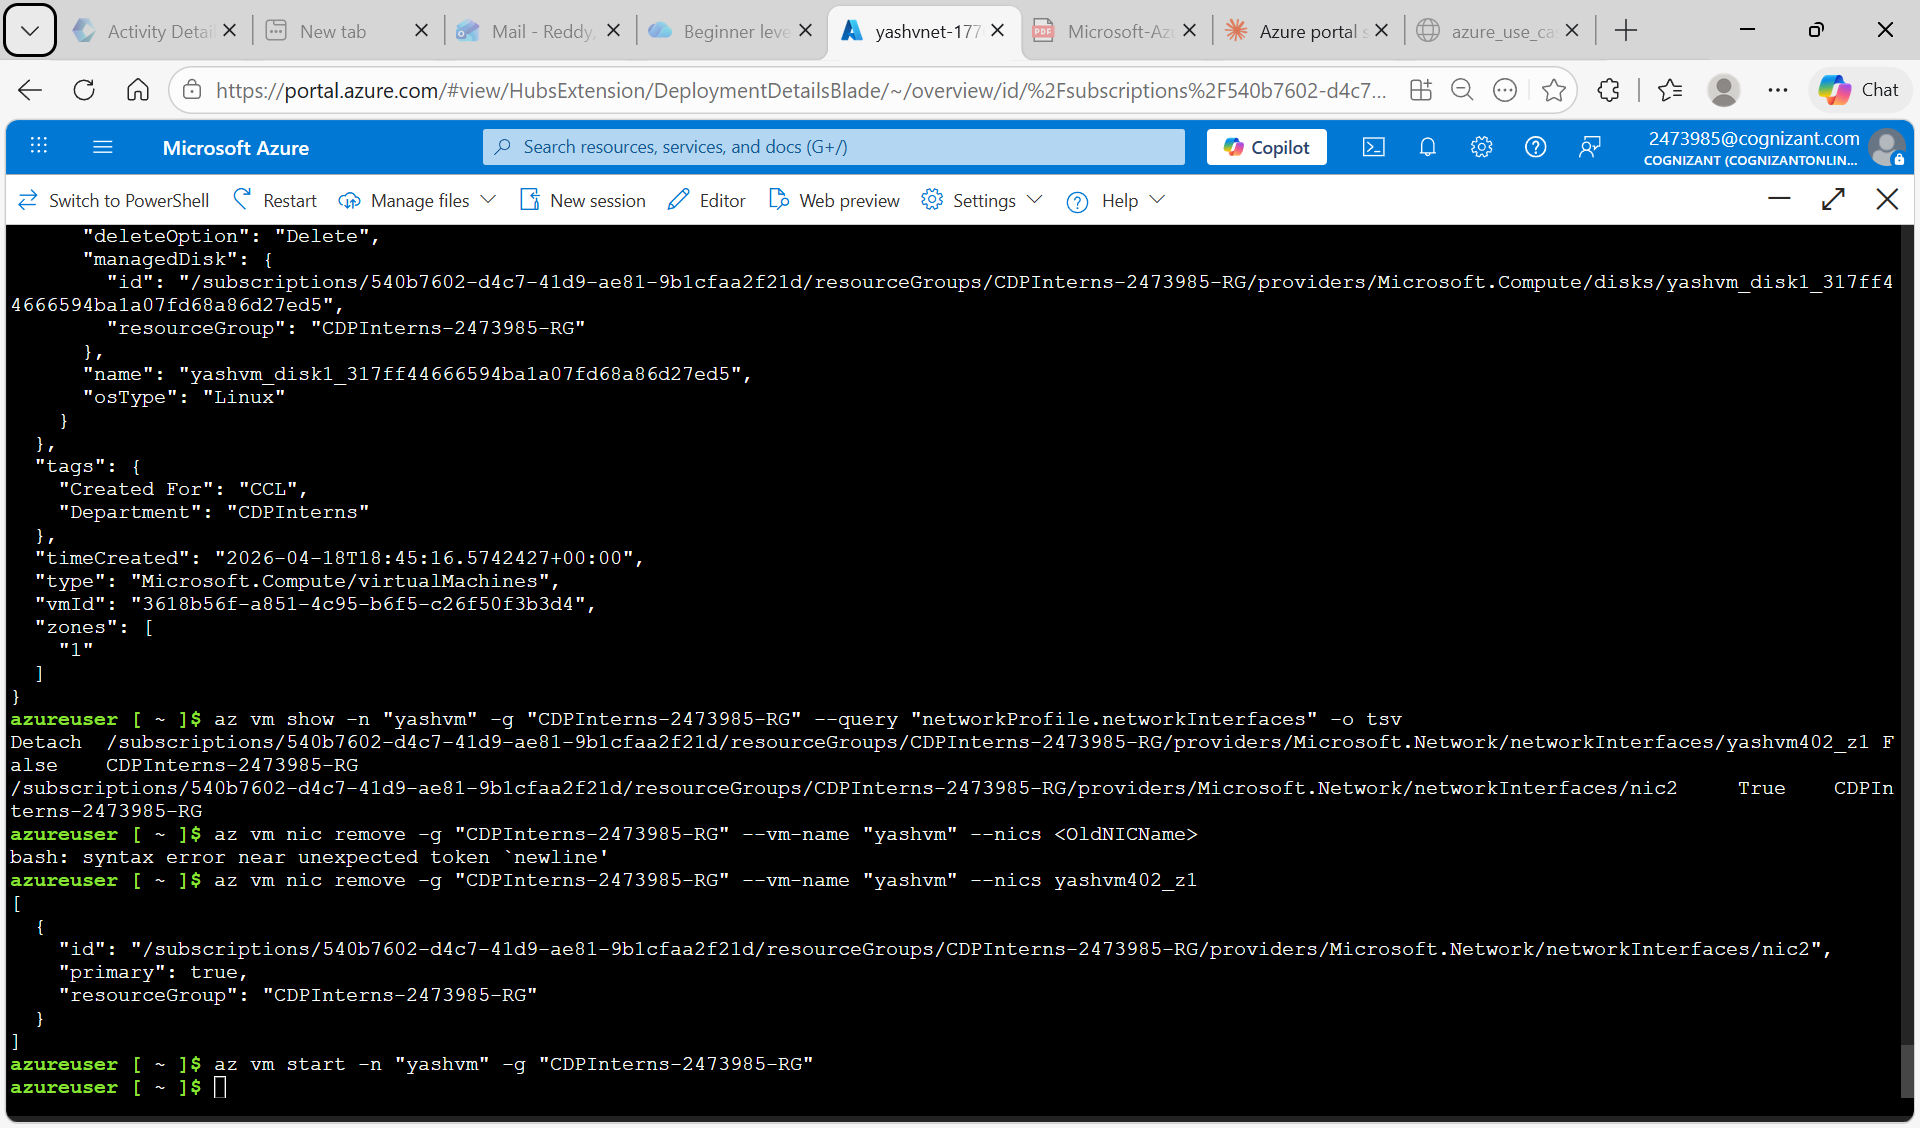 Activity Detai
New tab
Mail - Reddy,
Beginner leve
yashvnet-177
Microsoft-Az
Azure portal s
azure_use_ca
https://portal.azure.com/#view/HubsExtension/DeploymentDetailsBlade/~/overview/id/%2Fsubscriptions%2F540b7602-d4c7...
Chat
Microsoft Azure
Search resources, services, and docs (G+/)
Copilot
2473985@cognizant.com
COGNIZANT (COGNIZANTONLIN...
Switch to PowerShell
Restart
Manage files
New session
Editor
Web preview
Settings
Help
"deleteOption": "Delete",
"managedDisk": {
"id": "/subscriptions/540b7602-d4c7-41d9-ae81-9b1cfaa2f21d/resourceGroups/CDPInterns-2473985-RG/providers/Microsoft.Compute/disks/yashvm_disk1_317ff4
4666594ba1a07fd68a86d27ed5",
"resourceGroup": "CDPInterns-2473985-RG"
},
"name": "yashvm_disk1_317ff44666594ba1a07fd68a86d27ed5",
"osType": "Linux"
}
},
"tags": {
"Created For": "CCL",
"Department": "CDPInterns"
},
"timeCreated": "2026-04-18T18:45:16.5742427+00:00",
"type": "Microsoft.Compute/virtualMachines",
"vmId": "3618b56f-a851-4c95-b6f5-c26f50f3b3d4",
"zones": [
"1"
]
}
azureuser [ ~ ]$ az vm show -n "yashvm" -g "CDPInterns-2473985-RG" --query "networkProfile.networkInterfaces" -o tsv
Detach /subscriptions/540b7602-d4c7-41d9-ae81-9b1cfaa2f21d/resourceGroups/CDPInterns-2473985-RG/providers/Microsoft.Network/networkInterfaces/yashvm402_z1 F
alse CDPInterns-2473985-RG
/subscriptions/540b7602-d4c7-41d9-ae81-9b1cfaa2f21d/resourceGroups/CDPInterns-2473985-RG/providers/Microsoft.Network/networkInterfaces/nic2 True CDPIn
terns-2473985-RG
azureuser [ ~ ]$ az vm nic remove -g "CDPInterns-2473985-RG" --vm-name "yashvm" --nics <OldNICName>
bash: syntax error near unexpected token `newline'
azureuser [ ~ ]$ az vm nic remove -g "CDPInterns-2473985-RG" --vm-name "yashvm" --nics yashvm402_z1
[
{
"id": "/subscriptions/540b7602-d4c7-41d9-ae81-9b1cfaa2f21d/resourceGroups/CDPInterns-2473985-RG/providers/Microsoft.Network/networkInterfaces/nic2",
"primary": true,
"resourceGroup": "CDPInterns-2473985-RG"
}
]
azureuser [ ~ ]$ az vm start -n "yashvm" -g "CDPInterns-2473985-RG"
azureuser [ ~ ]$